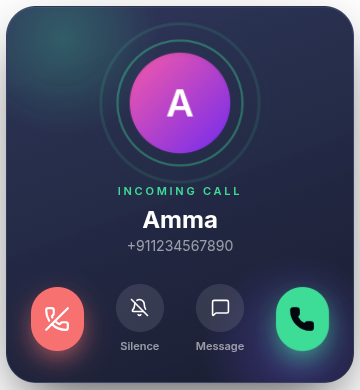 A
INCOMING CALL
Amma
+911234567890
Silence
Message